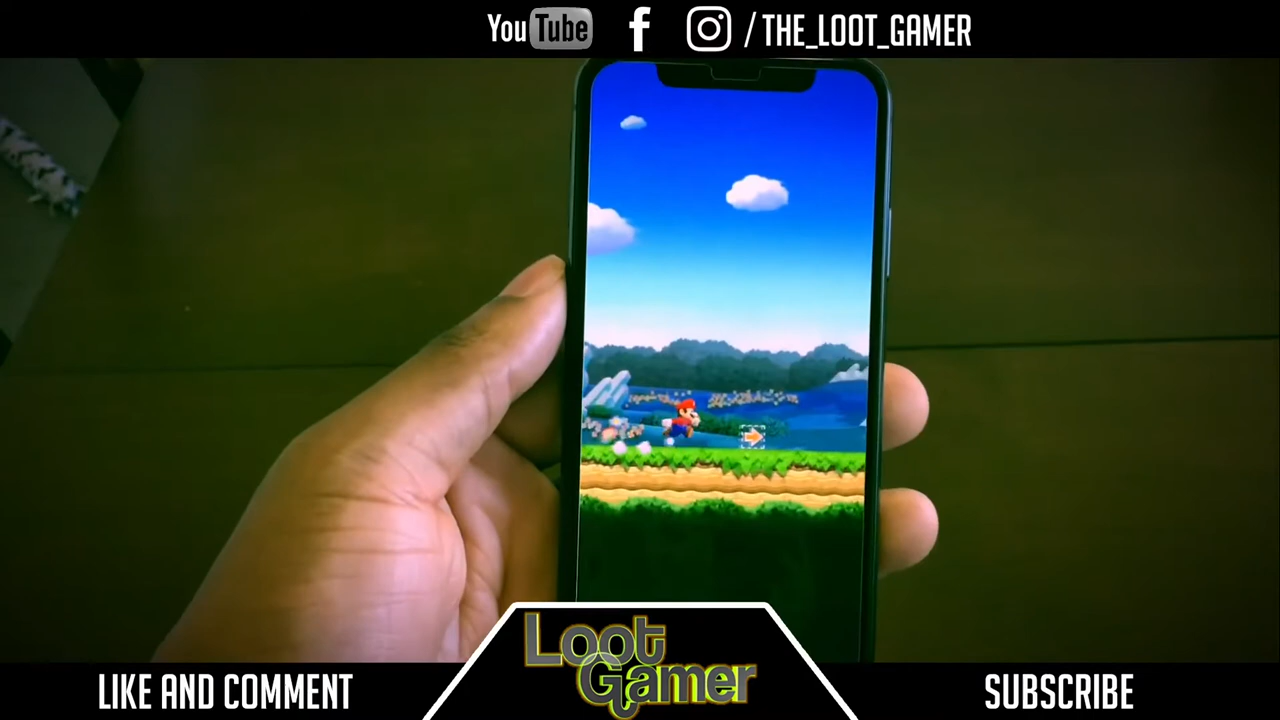 YouTube / THE_LOOT_GAMER
Loot
Gamer
LIKE AND COMMENT
SUBSCRIBE